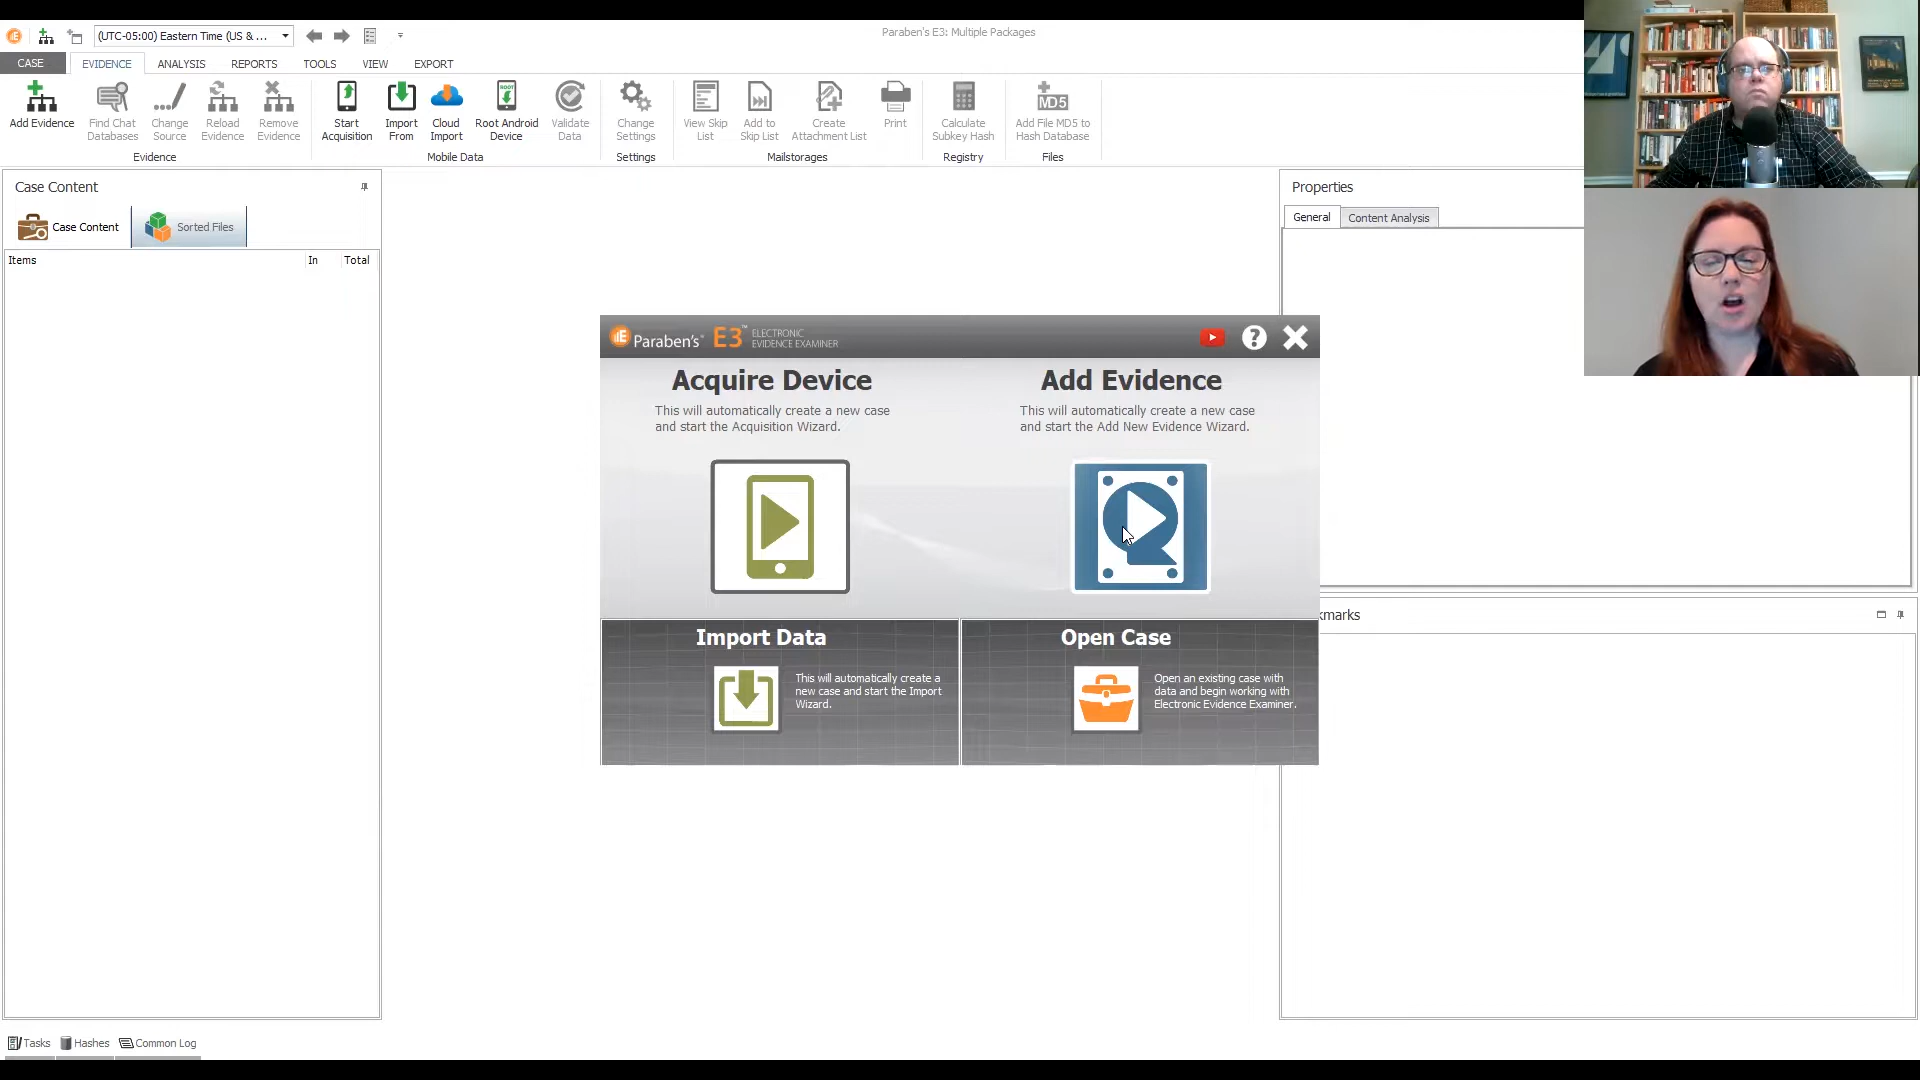 (UTC-05:00) Eastern Time (US & ...
Paraben's E3: Multiple Packages
CASE
EVIDENCE
ANALYSIS
REPORTS
TOOLS
VIEW
EXPORT
Add Evidence
Find Chat
Databases
Change
Source
Reload
Evidence
Remove
Evidence
Evidence
Start
Acquisition
Import
From
Cloud
Import
ROOT
Root Android
Device
Validate
Data
Mobile Data
Change
Settings
Settings
View Skip
List
Add to
Skip List
Create
Attachment List
Print
Mailstorages
Calculate
Subkey Hash
Registry
MD5
Add File MD5 to
Hash Database
Files
Case Content
Case Content
Sorted Files
Items
In
Total
Properties
General
Content Analysis
Paraben's™ E3™ ELECTRONIC
EVIDENCE EXAMINER
Acquire Device
This will automatically create a new case
and start the Acquisition Wizard.
Add Evidence
This will automatically create a new case
and start the Add New Evidence Wizard.
Import Data
This will automatically create a
new case and start the Import
Wizard.
Open Case
Open an existing case with
data and begin working with
Electronic Evidence Examiner.
kmarks
Tasks
Hashes
Common Log